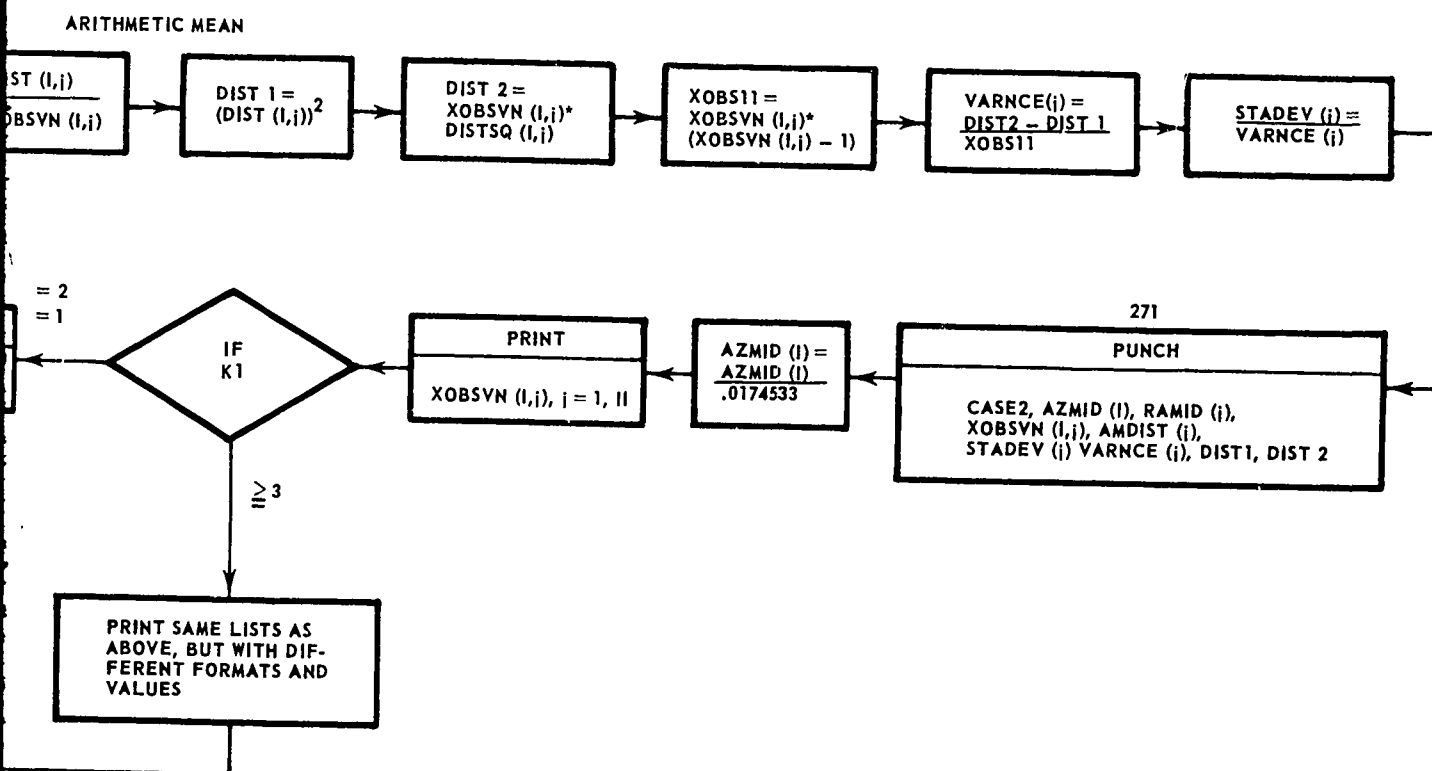 ARITHMETIC MEAN
IST (I,j)
OBSVN (I,j)
DIST 1 =
(DIST (I,j))²
DIST 2 =
XOBSVN (I,j)*
DISTSQ (I,j)
XOBS11 =
XOBSVN (I,j)*
(XOBSVN (I,j) – 1)
VARNCE(j) =
DIST2 – DIST 1
XOBS11
STADEV (j) =
VARNCE (j)
= 2
= 1
IF
K1
PRINT
XOBSVN (I,j), j = 1, II
AZMID (I) =
AZMID (I)
.0174533
271
PUNCH
CASE2, AZMID (I), RAMID (j),
XOBSVN (I,j), AMDIST (j),
STADEV (j) VARNCE (j), DIST1, DIST 2
≧ 3
PRINT SAME LISTS AS
ABOVE, BUT WITH DIF-
FERENT FORMATS AND
VALUES